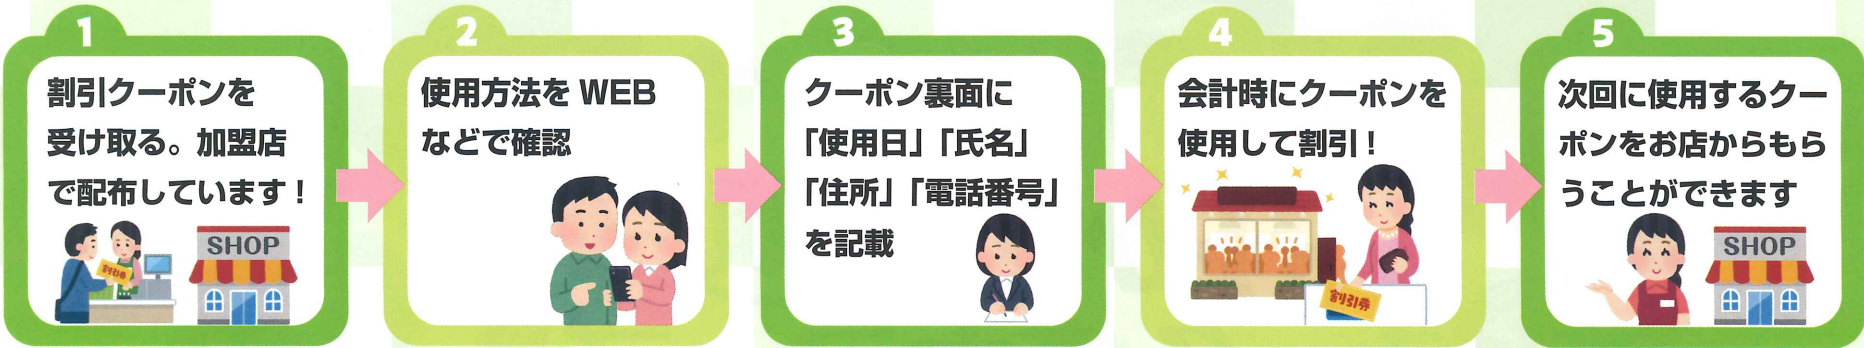 1
割引クーポンを
受け取る。加盟店
で配布しています！
割引券
SHOP
2
使用方法を WEB
などで確認
3
クーポン裏面に
「使用日」「氏名」
「住所」「電話番号」
を記載
4
会計時にクーポンを
使用して割引！
割引券
5
次回に使用するクー
ポンをお店からもら
うことができます
SHOP